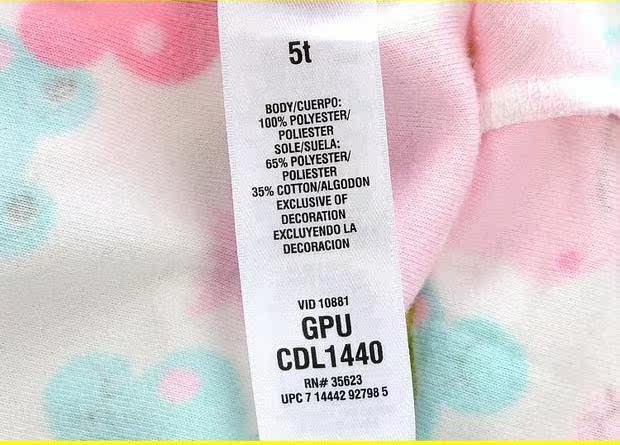 5t
BODY/CUERPO:
100% POLYESTER/
POLIESTER
SOLE/SUELA:
65% POLYESTER/
POLIESTER
35% COTTON/ALGODON
EXCLUSIVE OF
DECORATION
EXCLUYENDO LA
DECORACION
VID 10881
GPU
CDL1440
RN# 35623
UPC 7 14442 92798 5